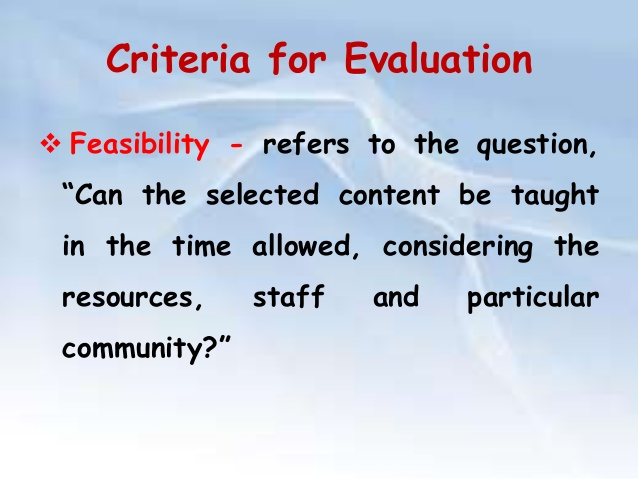 Criteria for Evaluation
❖ Feasibility - refers to the question,
“Can the selected content be taught
in the time allowed, considering the
resources, staff and particular
community?”